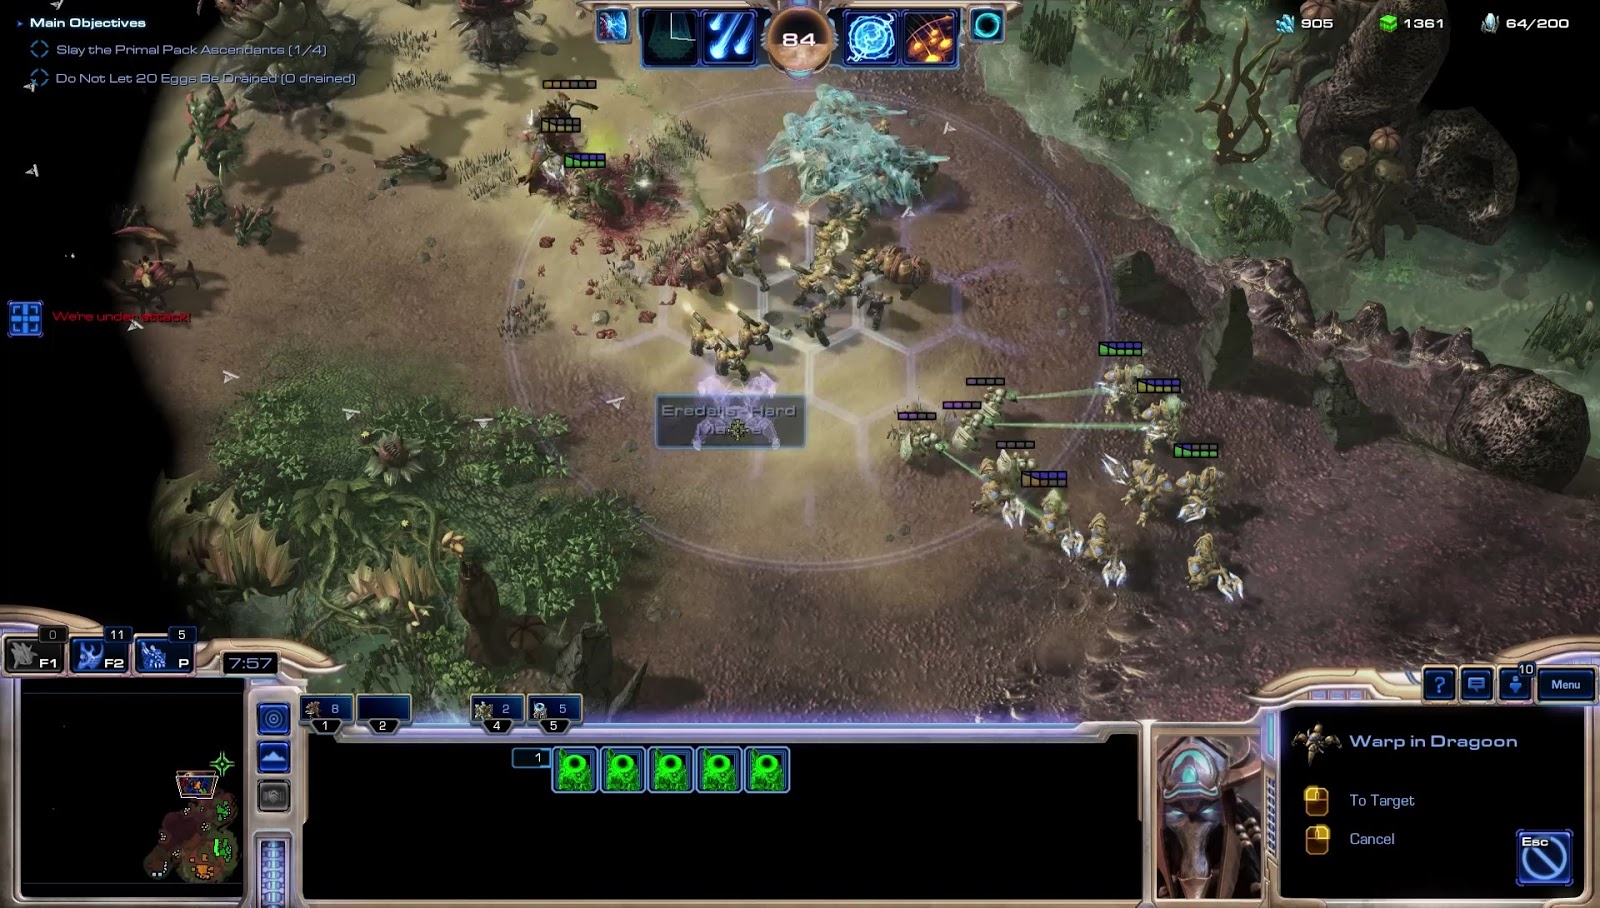 Main Objectives
Slay the Primal Pack Ascendants (1/4)
Do Not Let 20 Eggs Be Drained (0 drained)
84
905
1361
64/200
We're under attack!
Eredalis - Hard
0
F1
11
F2
5
P
7:57
8
1
2
2
4
5
5
1
10
?
Menu
Warp in Dragoon
To Target
Cancel
Esc